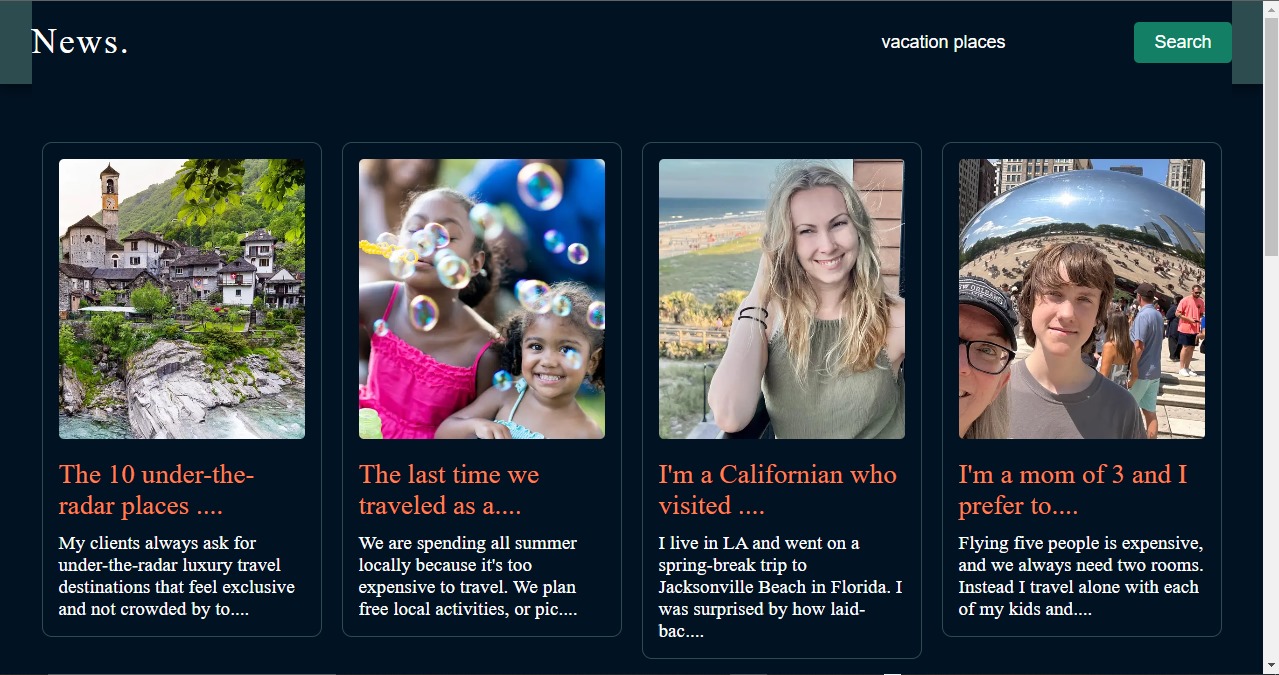 News.
vacation places
Search
The 10 under-the-
radar places ....
My clients always ask for
under-the-radar luxury travel
destinations that feel exclusive
and not crowded by to....
The last time we
traveled as a....
We are spending all summer
locally because it's too
expensive to travel. We plan
free local activities, or pic....
I'm a Californian who
visited ....
I live in LA and went on a
spring-break trip to
Jacksonville Beach in Florida. I
was surprised by how laid-
bac....
NEW ORLEANS
I'm a mom of 3 and I
prefer to....
Flying five people is expensive,
and we always need two rooms.
Instead I travel alone with each
of my kids and....